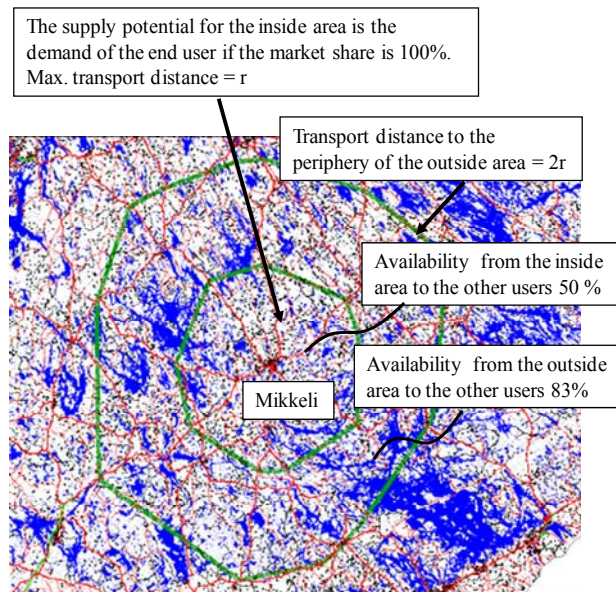 The supply potential for the inside area is the
demand of the end user if the market share is 100%.
Max. transport distance = r
Transport distance to the
periphery of the outside area = 2r
Availability from the inside
area to the other users 50 %
Availability from the outside
area to the other users 83%
Mikkeli